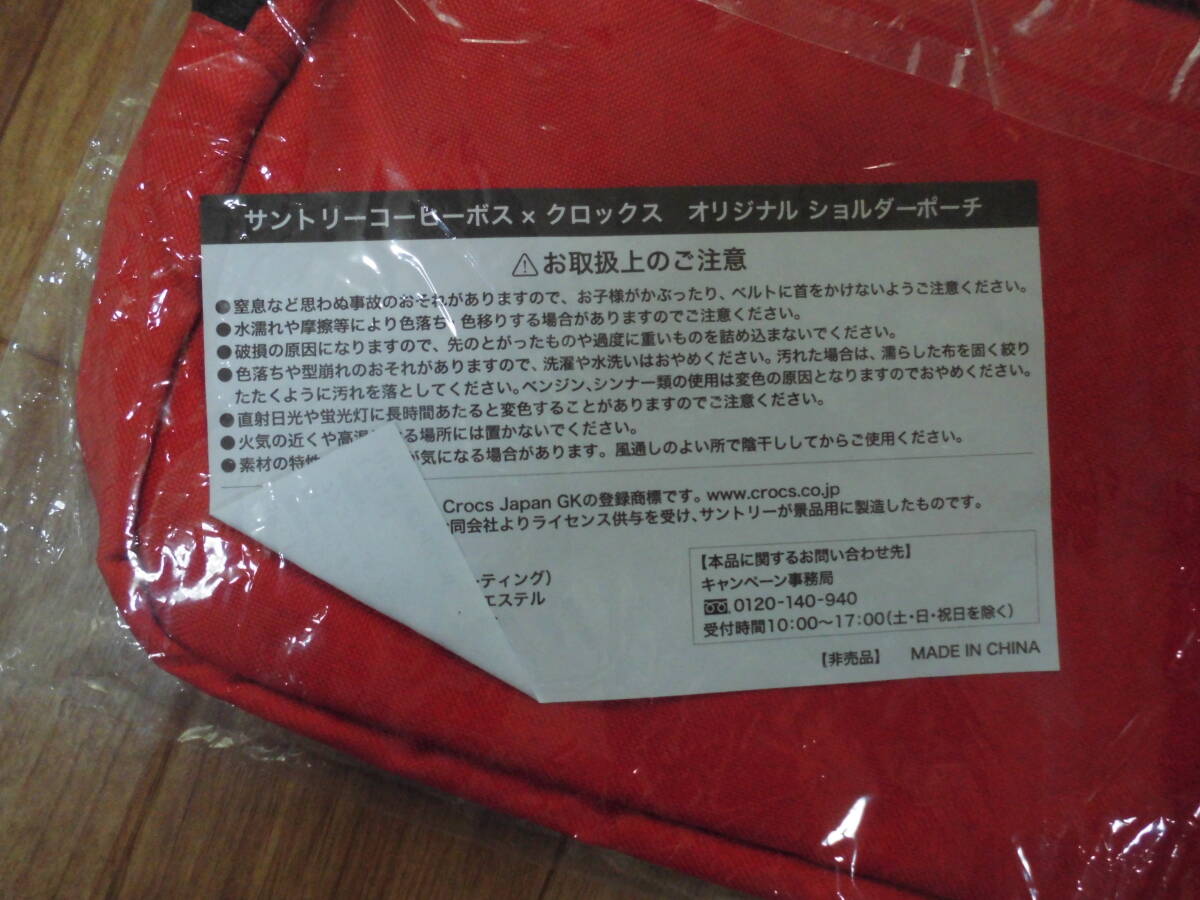 サントリーコーヒーボス × クロックス　オリジナル ショルダーポーチ
⚠お取扱上のご注意
●窒息など思わぬ事故のおそれがありますので、お子様がかぶったり、ベルトに首をかけないようご注意ください。
●水濡れや摩擦等により色落ち、色移りする場合がありますのでご注意ください。
●破損の原因になりますので、先のとがったものや過度に重いものを詰め込まないでください。
●色落ちや型崩れのおそれがありますので、洗濯や水洗いはおやめください。汚れた場合は、濡らした布を固く絞り
たたくように汚れを落としてください。ベンジン、シンナー類の使用は変色の原因となりますのでおやめください。
●直射日光や蛍光灯に長時間あたると変色することがありますのでご注意ください。
●火気の近くや高温 る場所には置かないでください。
●素材の特性 が気になる場合があります。風通しのよい所で陰干ししてからご使用ください。
Crocs Japan GKの登録商標です。www.crocs.co.jp
同会社よりライセンス供与を受け、サントリーが景品用に製造したものです。
ーティング)
エステル
【本品に関するお問い合わせ先】
キャンペーン事務局
0120-140-940
受付時間10:00〜17:00(土・日・祝日を除く)
【非売品】　MADE IN CHINA